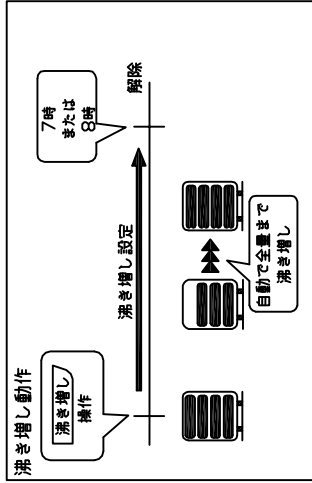 沸き増し動作
沸き増し
操作
沸き増し設定
7時
または
8時
解除
自動で全量まで
沸き増し